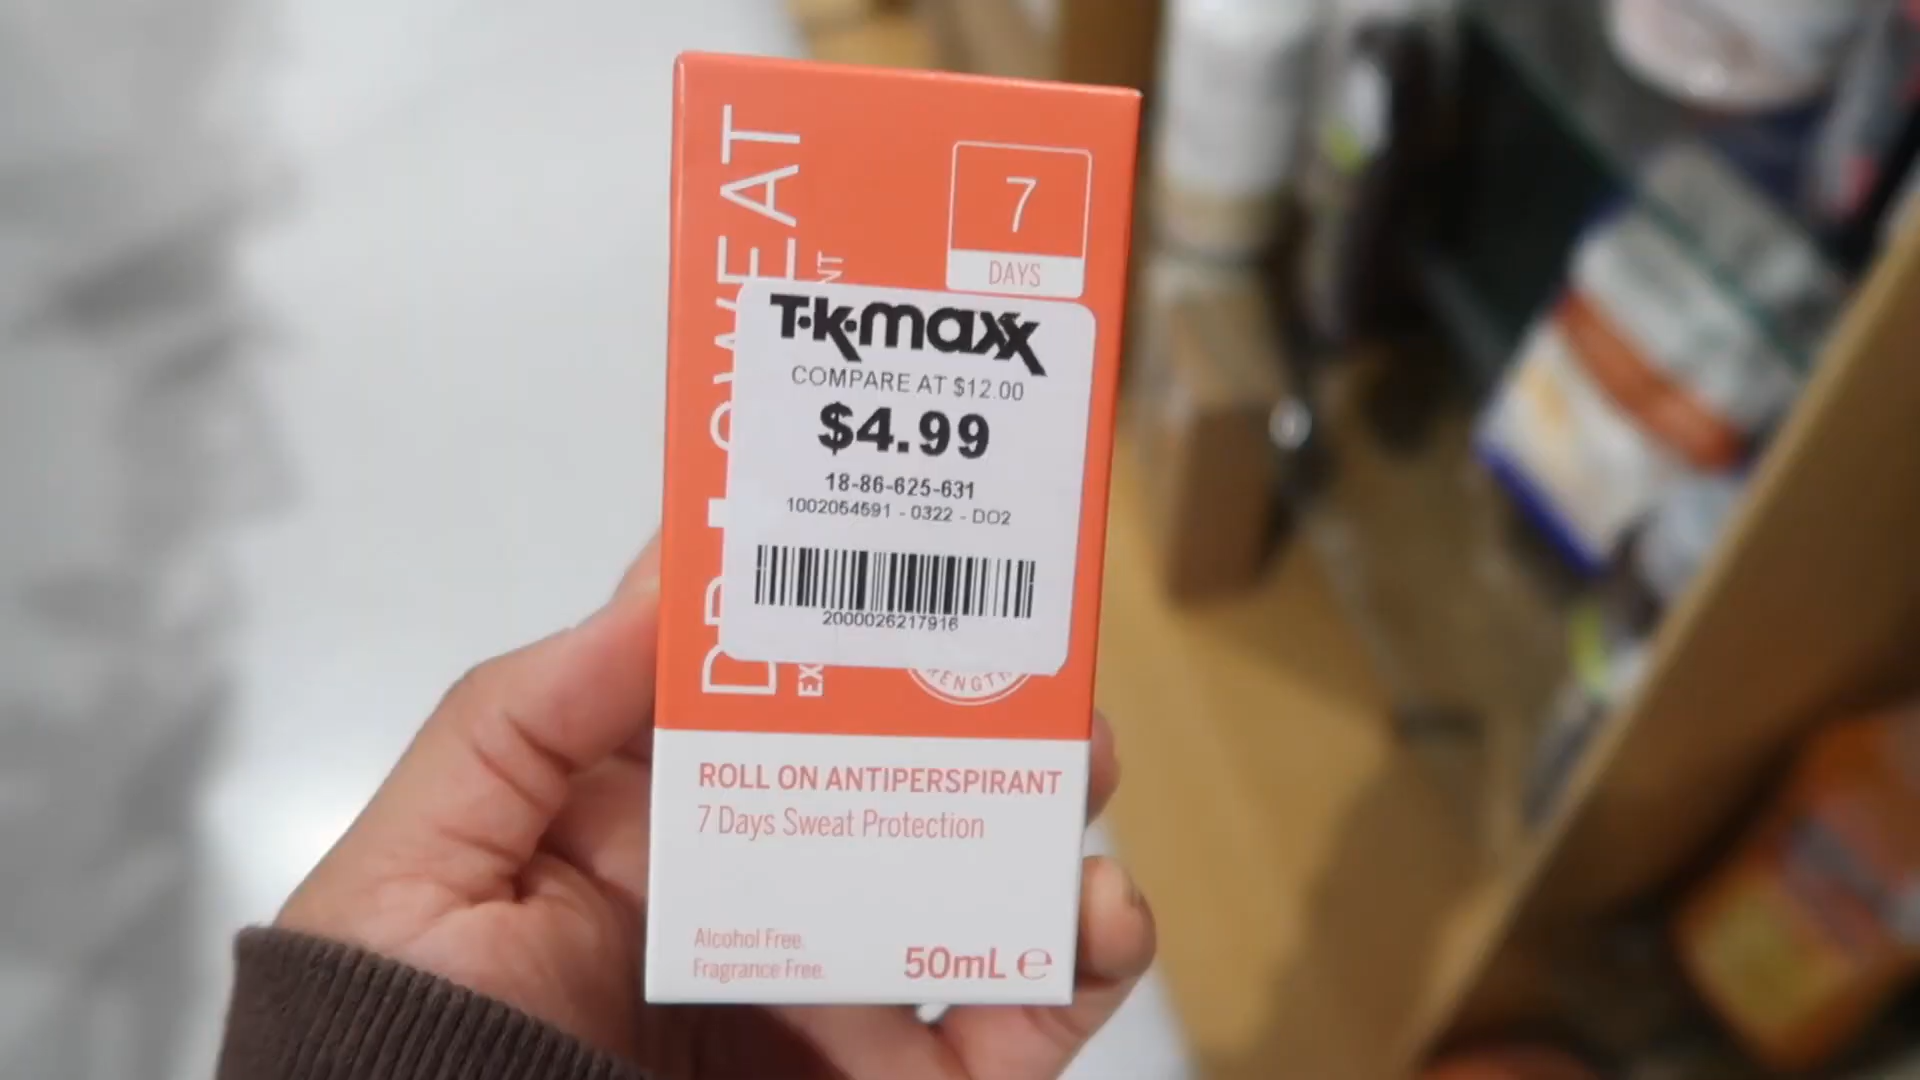 7
DAYS
T·K·maxx
COMPARE AT $12.00
$4.99
18-86-625-631
1002054591 - 0322 - DO2
2000026217916
ROLL ON ANTIPERSPIRANT
7 Days Sweat Protection
Alcohol Free.
Fragrance Free.
50mL ℮